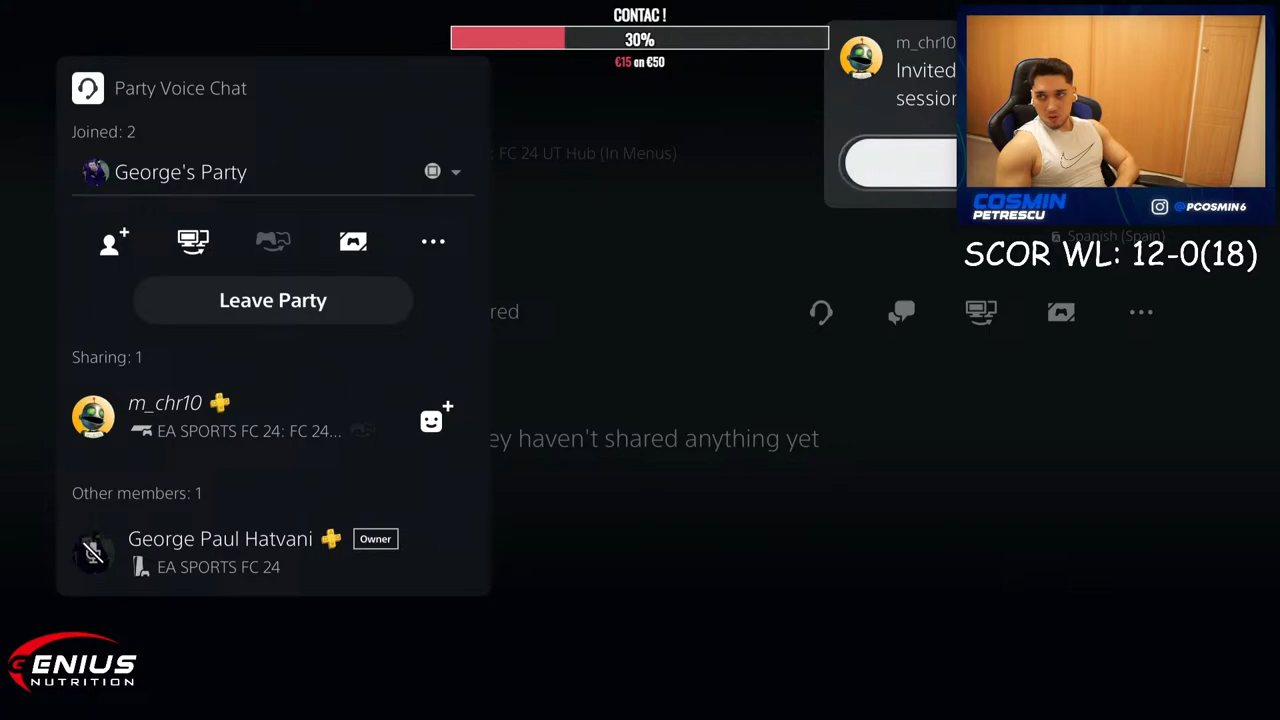 CONTAC !
30%
€15 on €50
Party Voice Chat
Joined: 2
George's Party
Leave Party
Sharing: 1
m_chr10
EA SPORTS FC 24: FC 24...
Other members: 1
George Paul Hatvani
Owner
EA SPORTS FC 24
: FC 24 UT Hub (In Menus)
red
ey haven't shared anything yet
m_chr10
Invited
session
Spanish (Spain)
COSMIN
PETRESCU
@PCOSMIN6
SCOR WL: 12-0(18)
GENIUS
NUTRITION